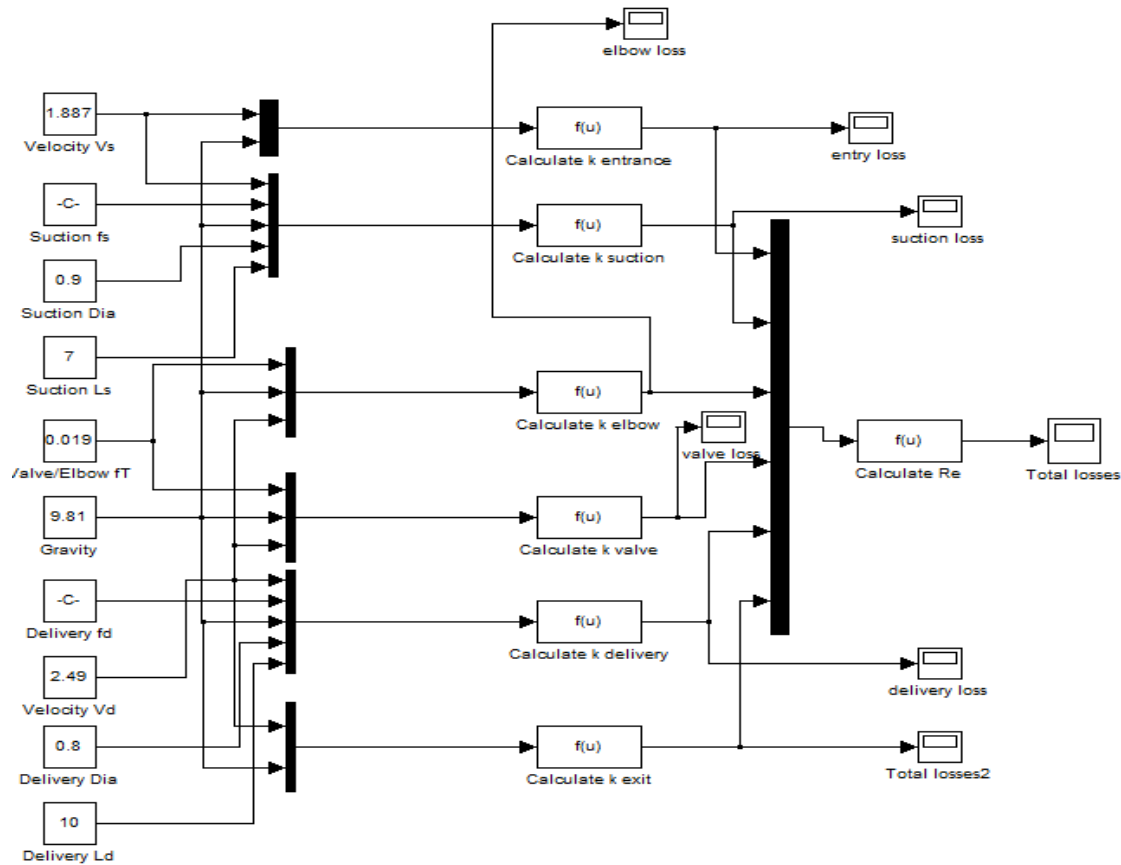 elbow loss
1.887
Velocity Vs
f(u)
Calculate k entrance
entry loss
-C-
Suction fs
f(u)
Calculate k suction
suction loss
0.9
Suction Dia
7
Suction Ls
f(u)
Calculate k elbow
valve loss
0.019
Valve/Elbow fT
f(u)
Calculate Re
Total losses
9.81
Gravity
f(u)
Calculate k valve
-C-
Delivery fd
f(u)
Calculate k delivery
delivery loss
2.49
Velocity Vd
0.8
Delivery Dia
f(u)
Calculate k exit
Total losses2
10
Delivery Ld